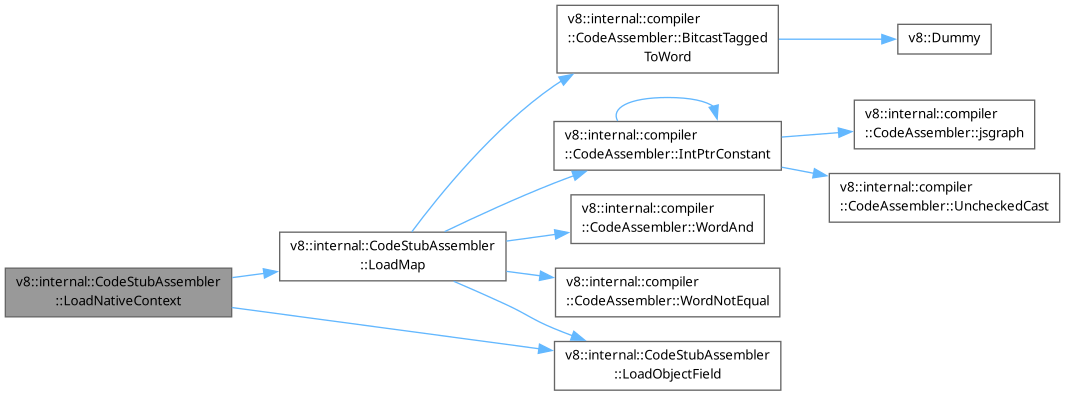 v8::internal::CodeStubAssembler
::LoadNativeContext
v8::internal::CodeStubAssembler
::LoadMap
v8::internal::compiler
::CodeAssembler::BitcastTagged
ToWord
v8::Dummy
v8::internal::compiler
::CodeAssembler::IntPtrConstant
v8::internal::compiler
::CodeAssembler::jsgraph
v8::internal::compiler
::CodeAssembler::UncheckedCast
v8::internal::compiler
::CodeAssembler::WordAnd
v8::internal::compiler
::CodeAssembler::WordNotEqual
v8::internal::CodeStubAssembler
::LoadObjectField